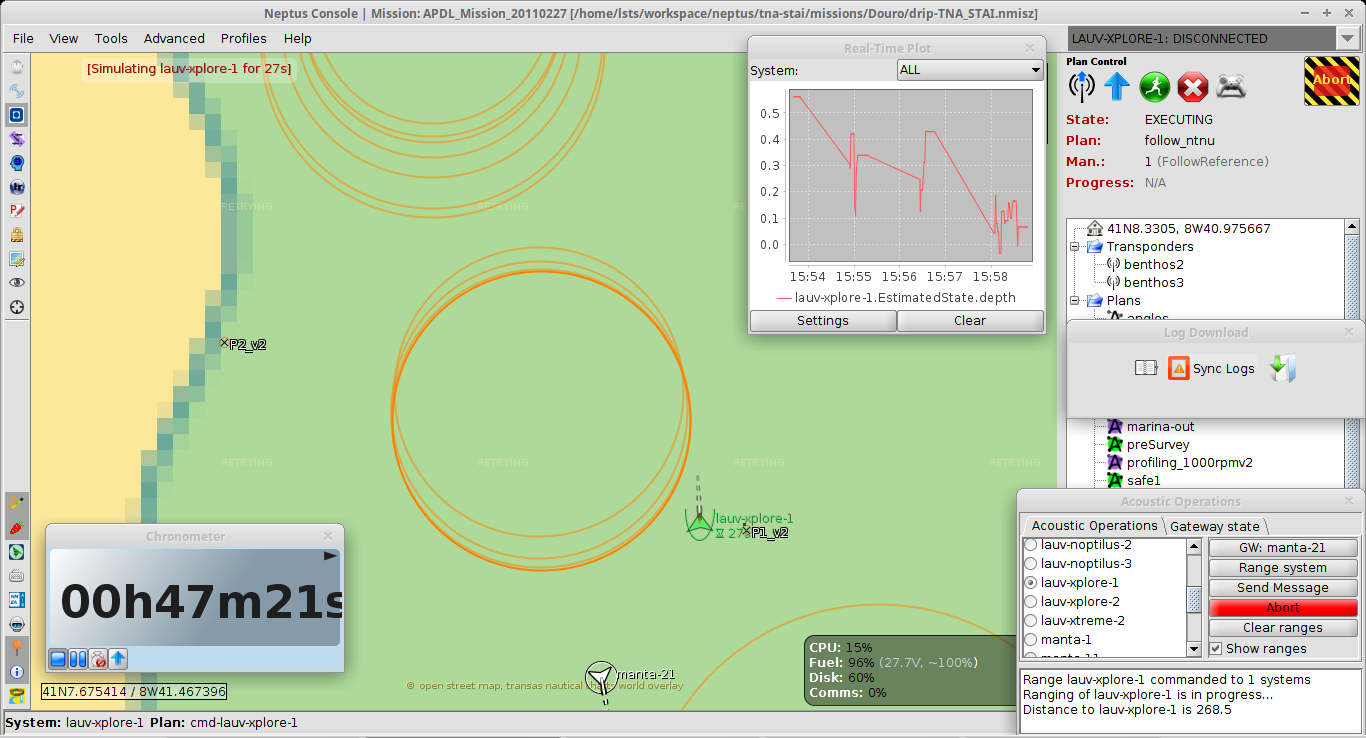 Neptus Console | Mission: APDL_Mission_20110227 [/home/lsts/workspace/neptus/tna-stai/missions/Douro/drip-TNA_STAI.nmisz]
File View Tools Advanced Profiles Help
LAUV-XPLORE-1: DISCONNECTED
[Simulating lauv-xplore-1 for 27s]
Real-Time Plot
System: ALL
0.5
0.4
0.3
0.2
0.1
0.0
15:54 15:55 15:56 15:57 15:58
lauv-xplore-1.EstimatedState.depth
Settings Clear
Plan Control
Abort
State: EXECUTING
Plan: follow_ntnu
Man.: 1 (FollowReference)
Progress: N/A
41N8.3305, 8W40.975667
Transponders
benthos2
benthos3
Plans
angles
Log Download
Sync Logs
marina-out
preSurvey
profiling_1000rpmv2
safe1
RETRYING RETRYING RETRYING
P2_v2
RETRYING RETRYING RETRYING RETRYING
lauv-xplore-1
27s
P1_v2
Chronometer
00h47m21s
manta-21
© open street map, transas nautical charts world overlay
41N7.675414 / 8W41.467396
CPU: 15%
Fuel: 96% (27.7V, ~100%)
Disk: 60%
Comms: 0%
Acoustic Operations
Acoustic Operations Gateway state
lauv-noptilus-2
lauv-noptilus-3
lauv-xplore-1
lauv-xplore-2
lauv-xtreme-2
manta-1
manta-11
GW: manta-21
Range system
Send Message
Abort
Clear ranges
Show ranges
Range lauv-xplore-1 commanded to 1 systems
Ranging of lauv-xplore-1 is in progress...
Distance to lauv-xplore-1 is 268.5
System: lauv-xplore-1 Plan: cmd-lauv-xplore-1